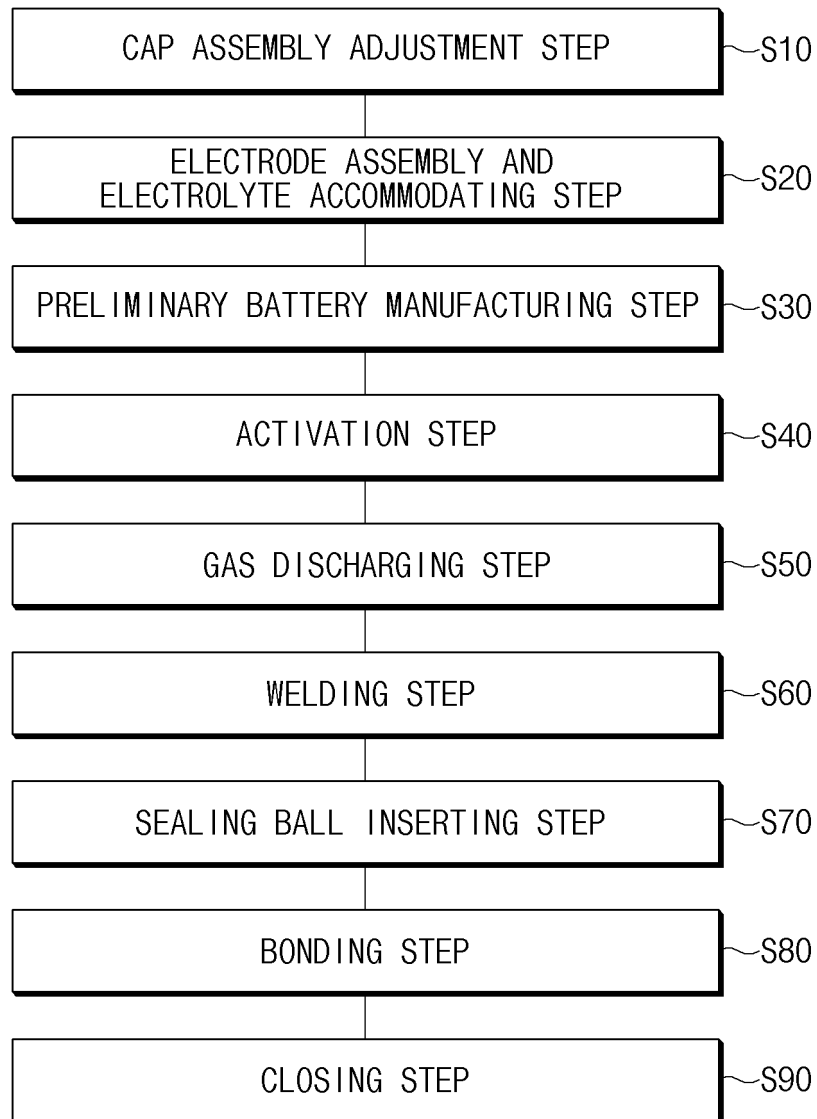 CAP ASSEMBLY ADJUSTMENT STEP
S10
ELECTRODE ASSEMBLY AND
ELECTROLYTE ACCOMMODATING STEP
S20
PRELIMINARY BATTERY MANUFACTURING STEP
S30
ACTIVATION STEP
S40
GAS DISCHARGING STEP
S50
WELDING STEP
S60
SEALING BALL INSERTING STEP
S70
BONDING STEP
S80
CLOSING STEP
S90